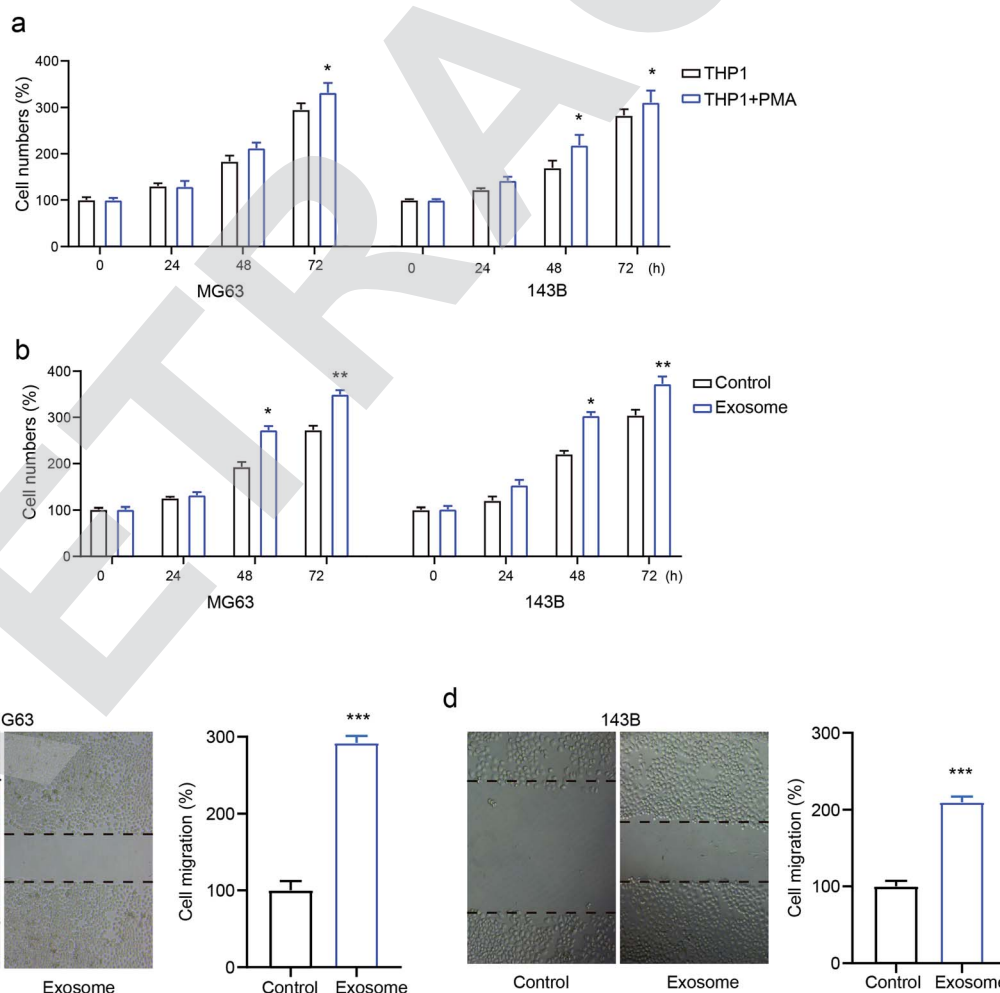 a
Cell numbers (%)
400
300
200
100
0
*
*
*
THP1
THP1+PMA
0 24 48 72 0 24 48 72 (h)
MG63 143B
b
Cell numbers (%)
400
300
200
100
0
*
**
*
**
Control
Exosome
0 24 48 72 0 24 48 72 (h)
MG63 143B
G63
Exosome
Cell migration (%)
300
200
100
0
***
Control Exosome
d
143B
Control Exosome
Cell migration (%)
300
200
100
0
***
Control Exosome
ETRAC